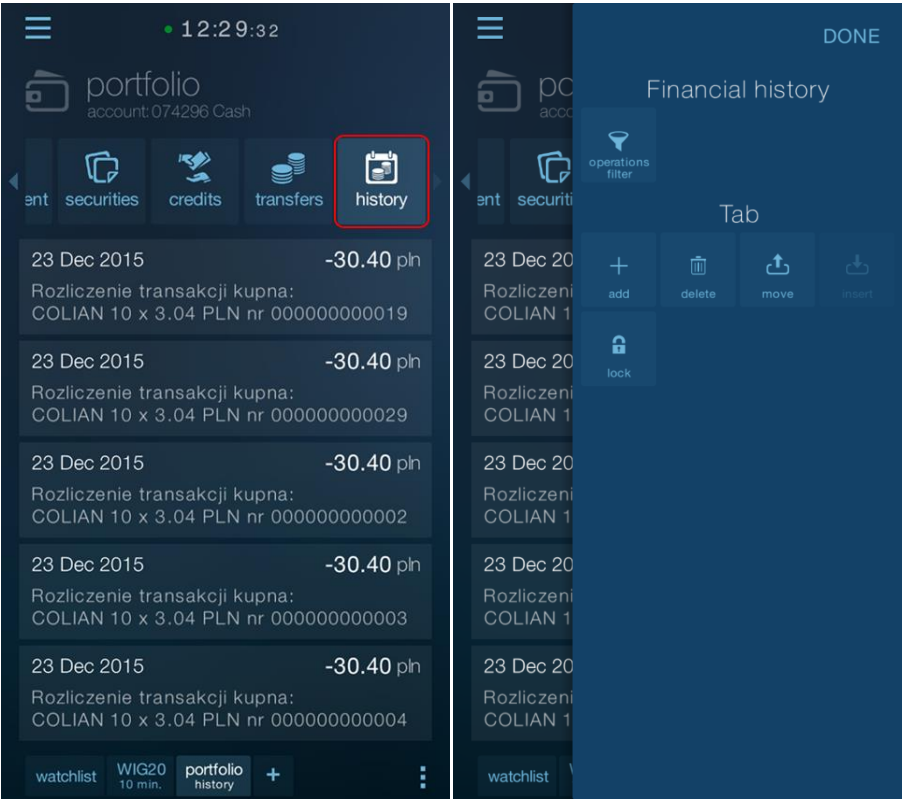 12:29:32
portfolio
account: 074296 Cash
ent
securities
credits
transfers
history
23 Dec 2015
-30.40 pln
Rozliczenie transakcji kupna:
COLIAN 10 x 3.04 PLN nr 000000000019
23 Dec 2015
-30.40 pln
Rozliczenie transakcji kupna:
COLIAN 10 x 3.04 PLN nr 000000000029
23 Dec 2015
-30.40 pln
Rozliczenie transakcji kupna:
COLIAN 10 x 3.04 PLN nr 000000000002
23 Dec 2015
-30.40 pln
Rozliczenie transakcji kupna:
COLIAN 10 x 3.04 PLN nr 000000000003
23 Dec 2015
-30.40 pln
Rozliczenie transakcji kupna:
COLIAN 10 x 3.04 PLN nr 000000000004
watchlist
WIG20
10 min.
portfolio
history
+
po
acco
ent
securiti
23 Dec 20
Rozliczeni
COLIAN 1
23 Dec 20
Rozliczeni
COLIAN 1
23 Dec 20
Rozliczeni
COLIAN 1
23 Dec 20
Rozliczeni
COLIAN 1
23 Dec 20
Rozliczeni
COLIAN 1
watchlist
DONE
Financial history
operations
filter
Tab
add
delete
move
insert
lock